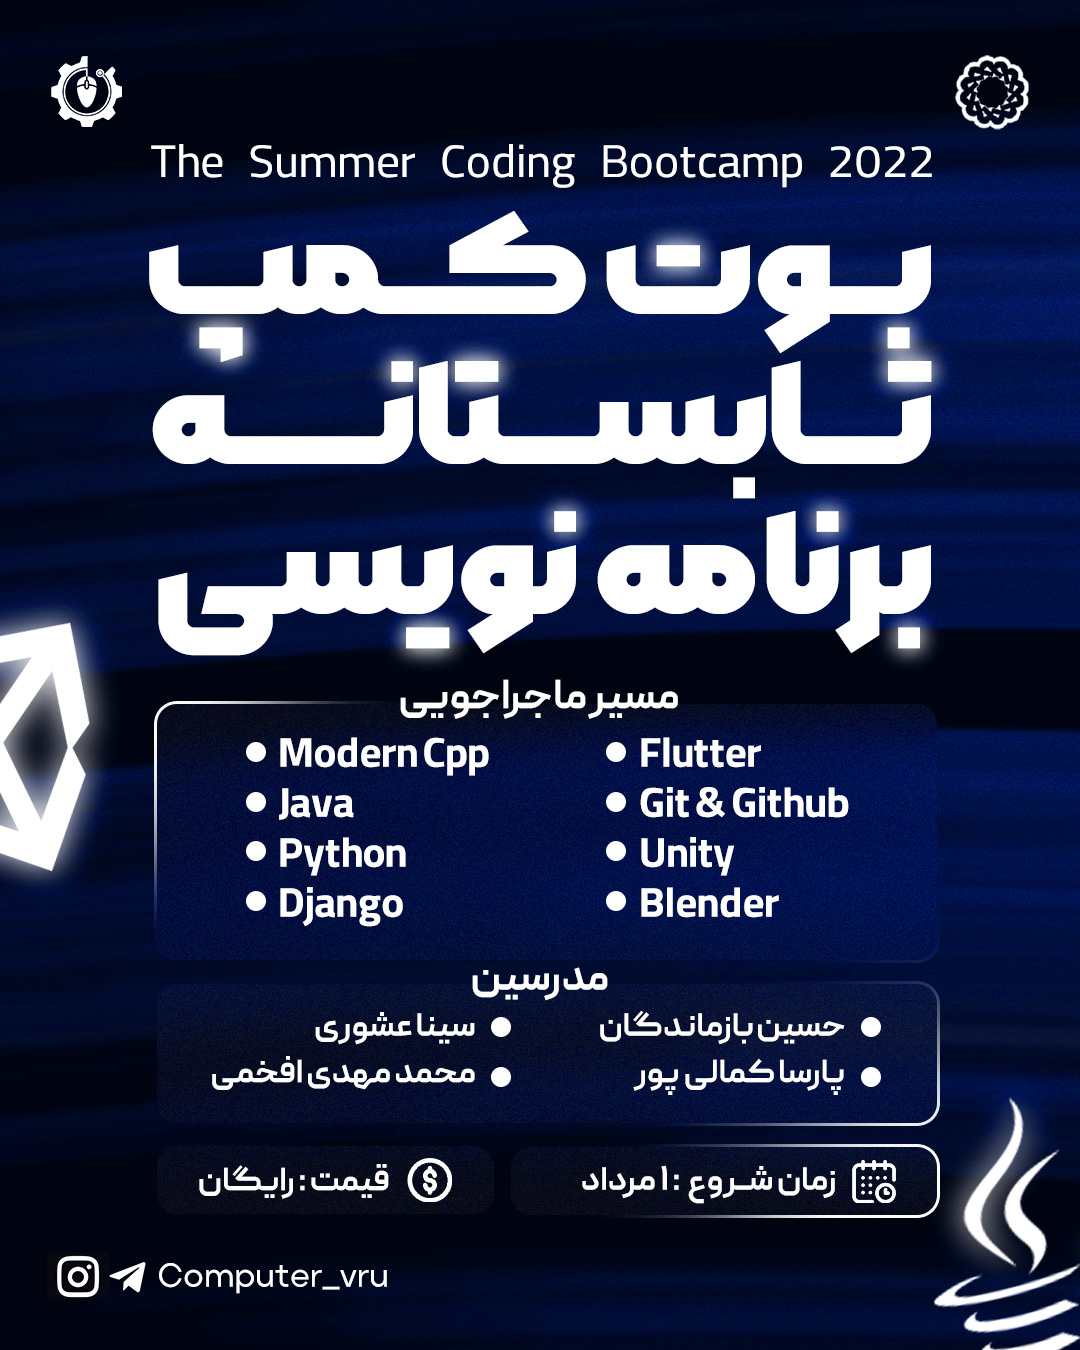 The Summer Coding Bootcamp 2022
بوت کمپ
تابستانه
برنامه نویسی
مسیر ماجراجویی
Modern Cpp
Java
Python
Django
Flutter
Git & Github
Unity
Blender
مدرسین
حسین بازماندگان
سینا عشوری
پارسا کمالی پور
محمد مهدی افخمی
زمان شروع : ۱ مرداد
قیمت : رایگان
Computer_vru